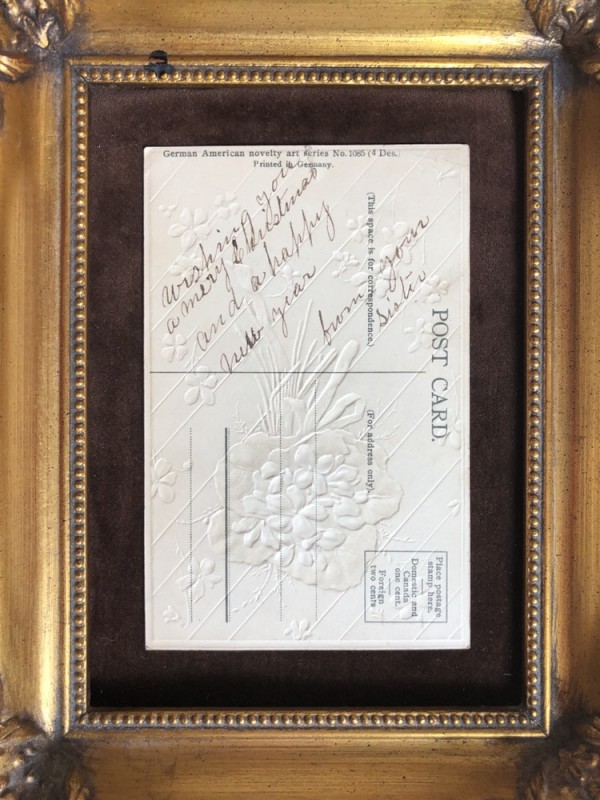 German American novelty art series No. 1085 (4 Des.)
Printed in Germany.
wishing you
a mery Christmas
and a happy
new year
from your
sister
(This space is for correspondence.)
POST CARD.
(For address only).
Place postage
stamp here.
Domestic and
Canada
one cent.
Foreign
two cents